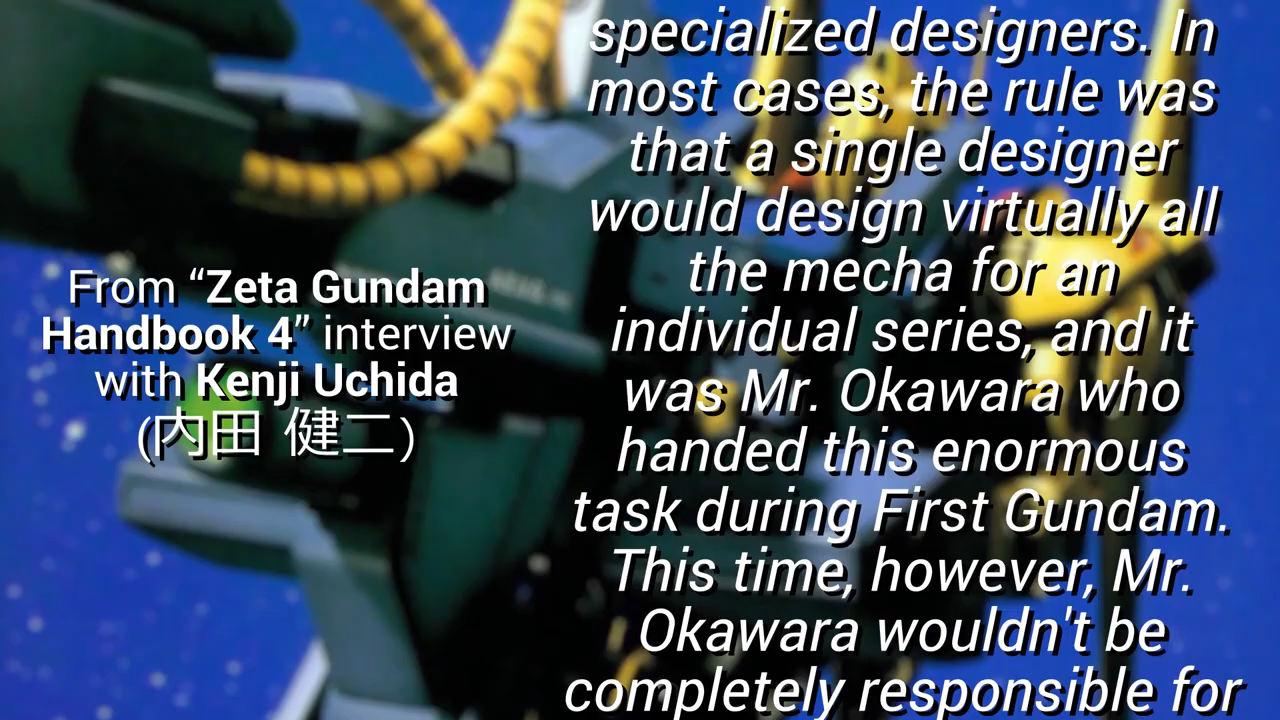 From “Zeta Gundam
Handbook 4” interview
with Kenji Uchida
(内田 健二)
specialized designers. In
most cases, the rule was
that a single designer
would design virtually all
the mecha for an
individual series, and it
was Mr. Okawara who
handed this enormous
task during First Gundam.
This time, however, Mr.
Okawara wouldn't be
completely responsible for